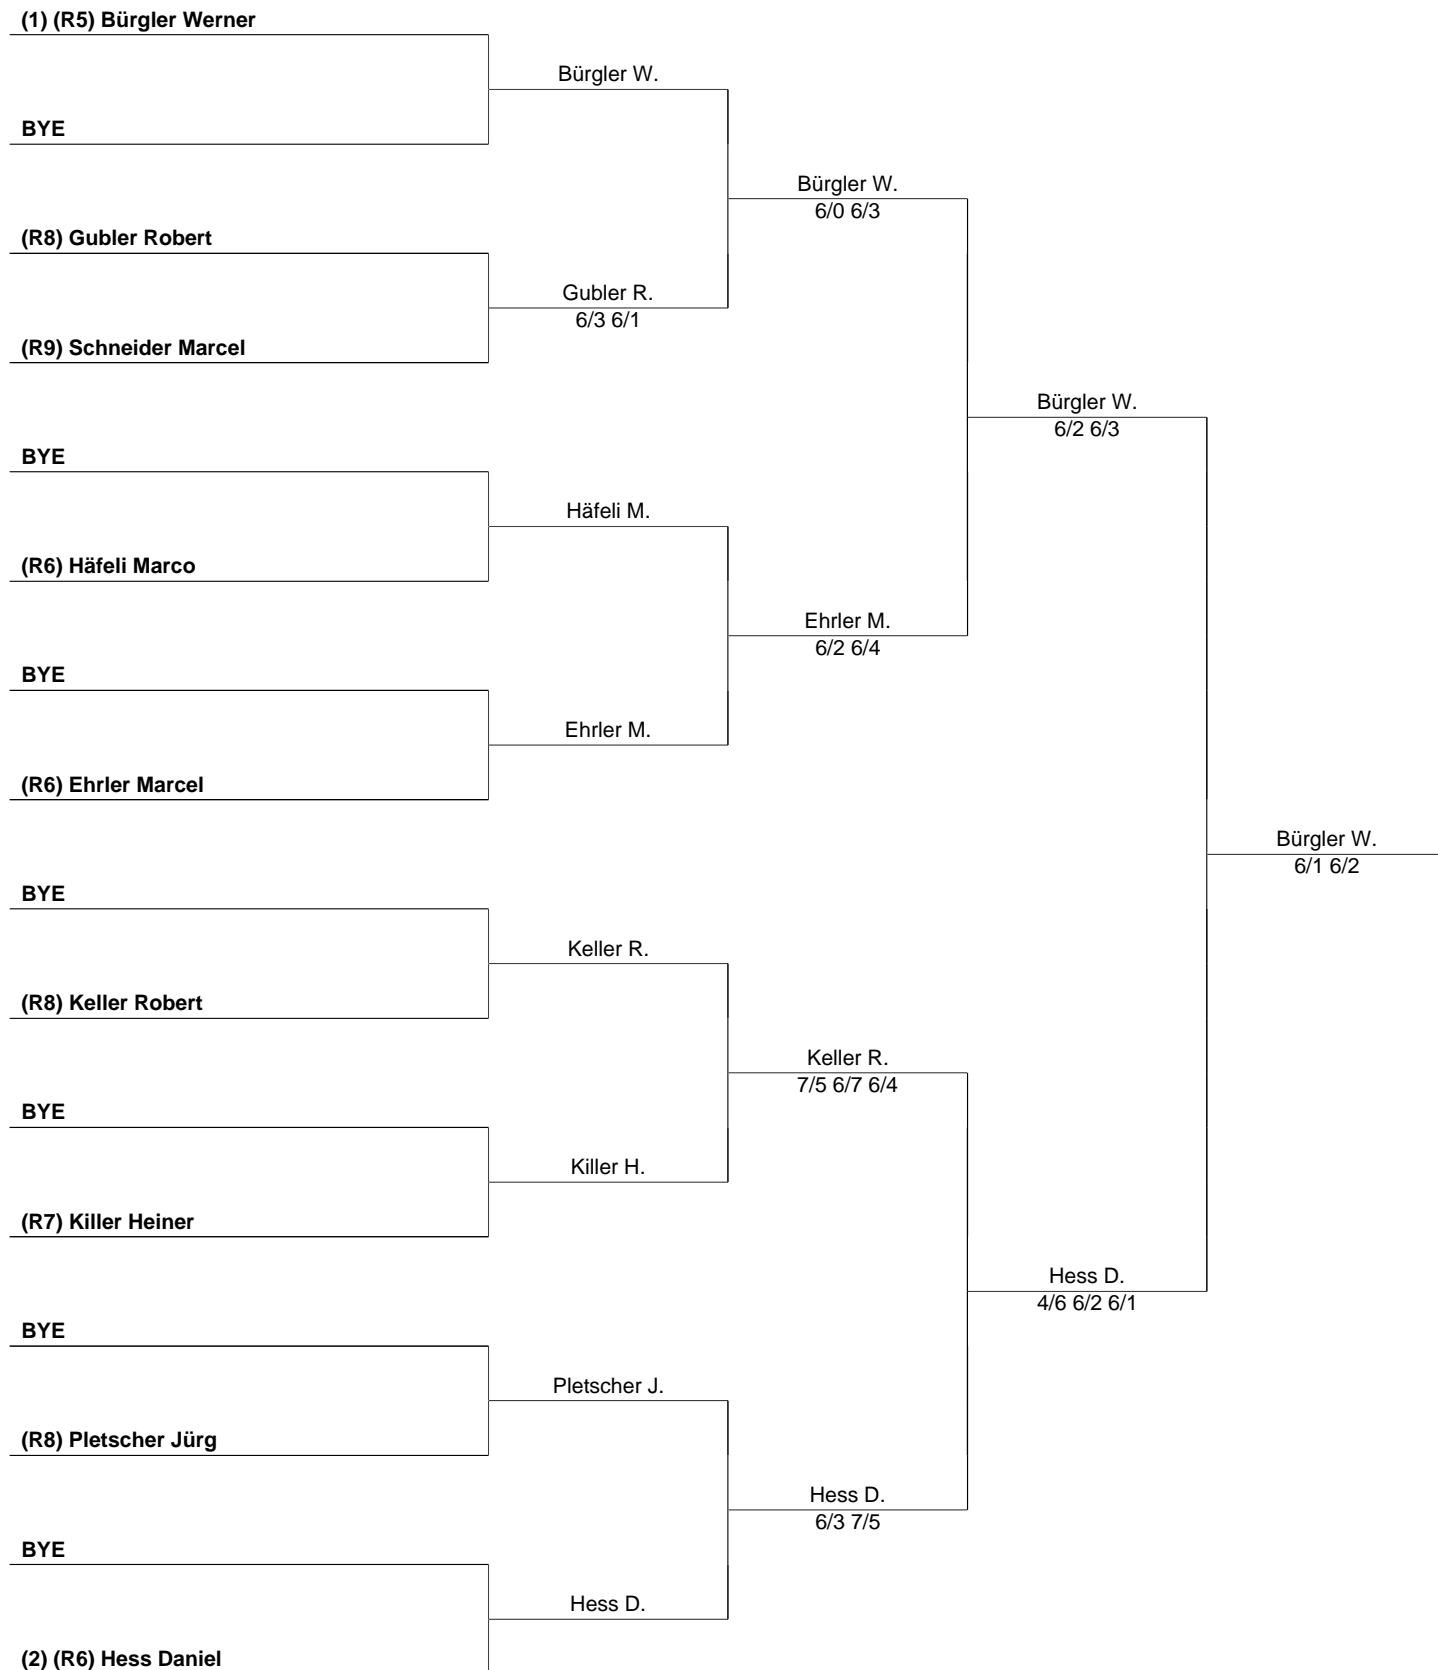 (1) (R5) Bürgler Werner
Bürgler W.
BYE
Bürgler W.
6/0 6/3
(R8) Gubler Robert
Gubler R.
6/3 6/1
(R9) Schneider Marcel
Bürgler W.
6/2 6/3
BYE
Häfeli M.
(R6) Häfeli Marco
Ehrler M.
6/2 6/4
BYE
Ehrler M.
(R6) Ehrler Marcel
Bürgler W.
6/1 6/2
BYE
Keller R.
(R8) Keller Robert
Keller R.
7/5 6/7 6/4
BYE
Killer H.
(R7) Killer Heiner
Hess D.
4/6 6/2 6/1
BYE
Pletscher J.
(R8) Pletscher Jürg
Hess D.
6/3 7/5
BYE
Hess D.
(2) (R6) Hess Daniel